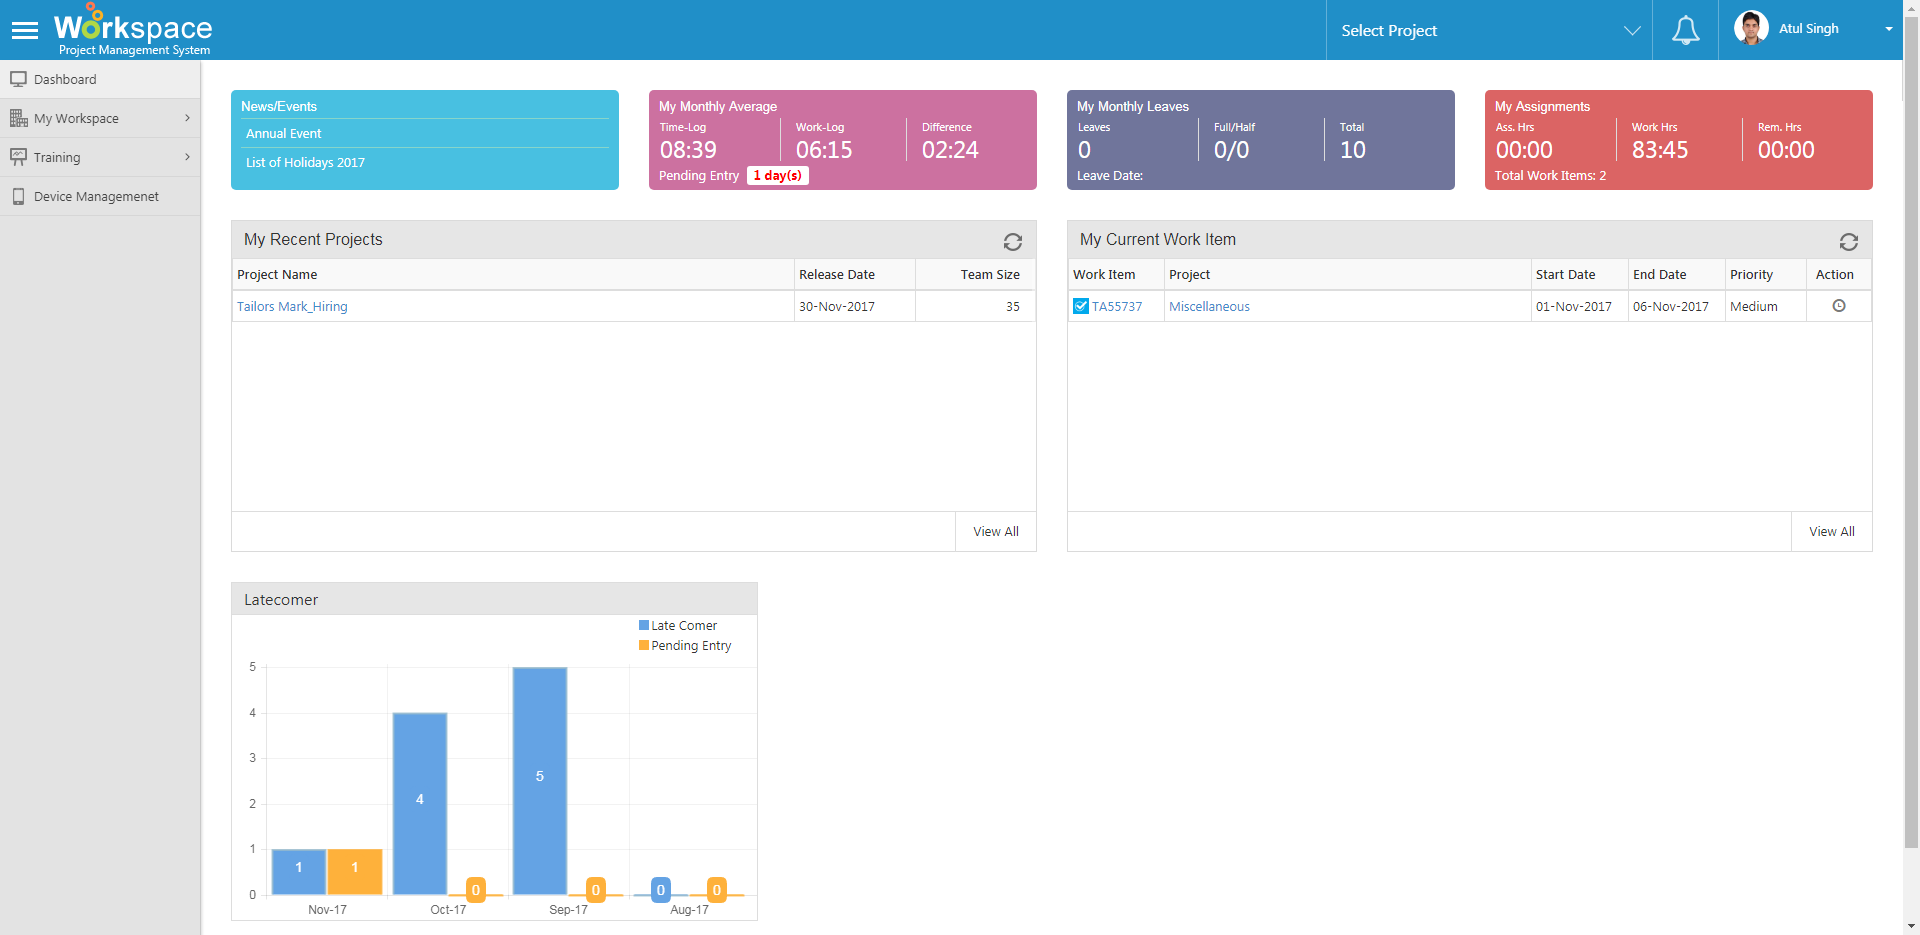 Workspace
Project Management System
Select Project
Atul Singh
Dashboard
My Workspace
Training
Device Managemenet
News/Events
Annual Event
List of Holidays 2017
My Monthly Average
Time-Log Work-Log Difference
08:39 06:15 02:24
Pending Entry 1 day(s)
My Monthly Leaves
Leaves Full/Half Total
0 0/0 10
Leave Date:
My Assignments
Ass. Hrs Work Hrs Rem. Hrs
00:00 83:45 00:00
Total Work Items: 2
My Recent Projects
Project Name Release Date Team Size
Tailors Mark_Hiring 30-Nov-2017 35
View All
My Current Work Item
Work Item Project Start Date End Date Priority Action
TA55737 Miscellaneous 01-Nov-2017 06-Nov-2017 Medium
View All
Latecomer
Late Comer
Pending Entry
5
4
3
2
1
0
1 1 4 0 5 0 0 0
Nov-17 Oct-17 Sep-17 Aug-17